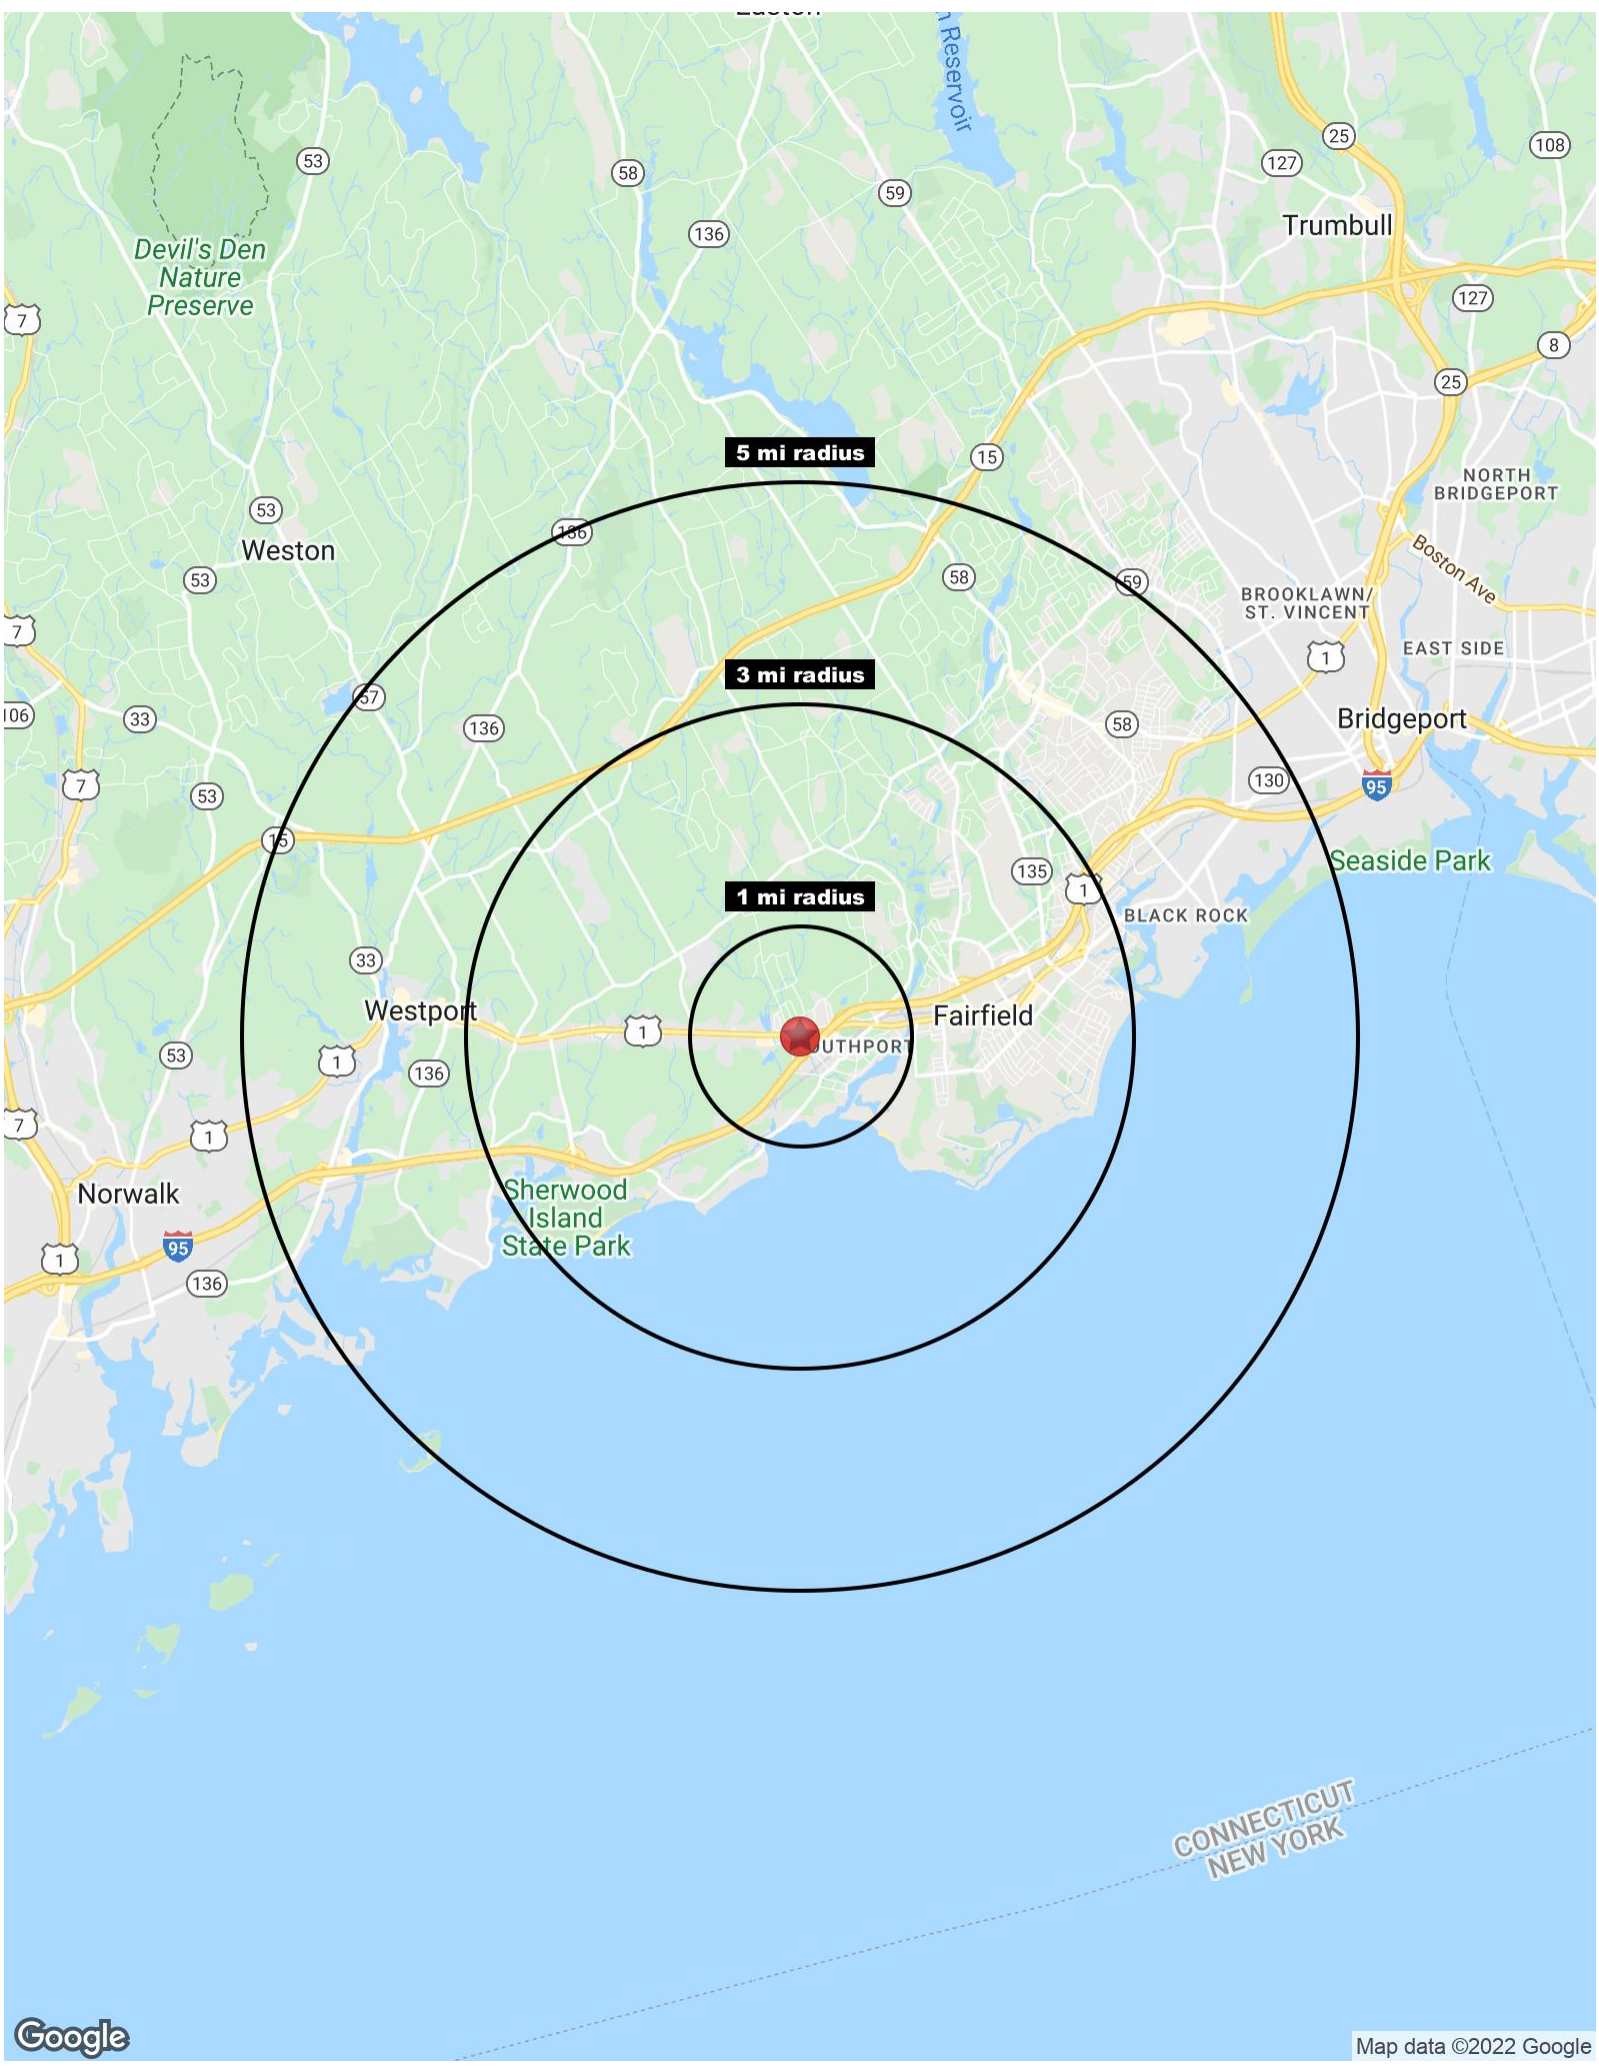 Easton
53
58
59
136
n Reservoir
25
127
108
Trumbull
Devil's Den
Nature
Preserve
7
127
8
25
5 mi radius
15
53
136
Weston
53
58
59
NORTH
BRIDGEPORT
Boston Ave
BROOKLAWN/
ST. VINCENT
1
EAST SIDE
7
3 mi radius
57
106
33
136
58
Bridgeport
7
53
130
95
15
135
1
Seaside Park
1 mi radius
BLACK ROCK
33
Westport
1
Fairfield
OUTHPORT
53
1
136
7
1
Norwalk
Sherwood
Island
State Park
95
1
136
CONNECTICUT
NEW YORK
Google
Map data ©2022 Google